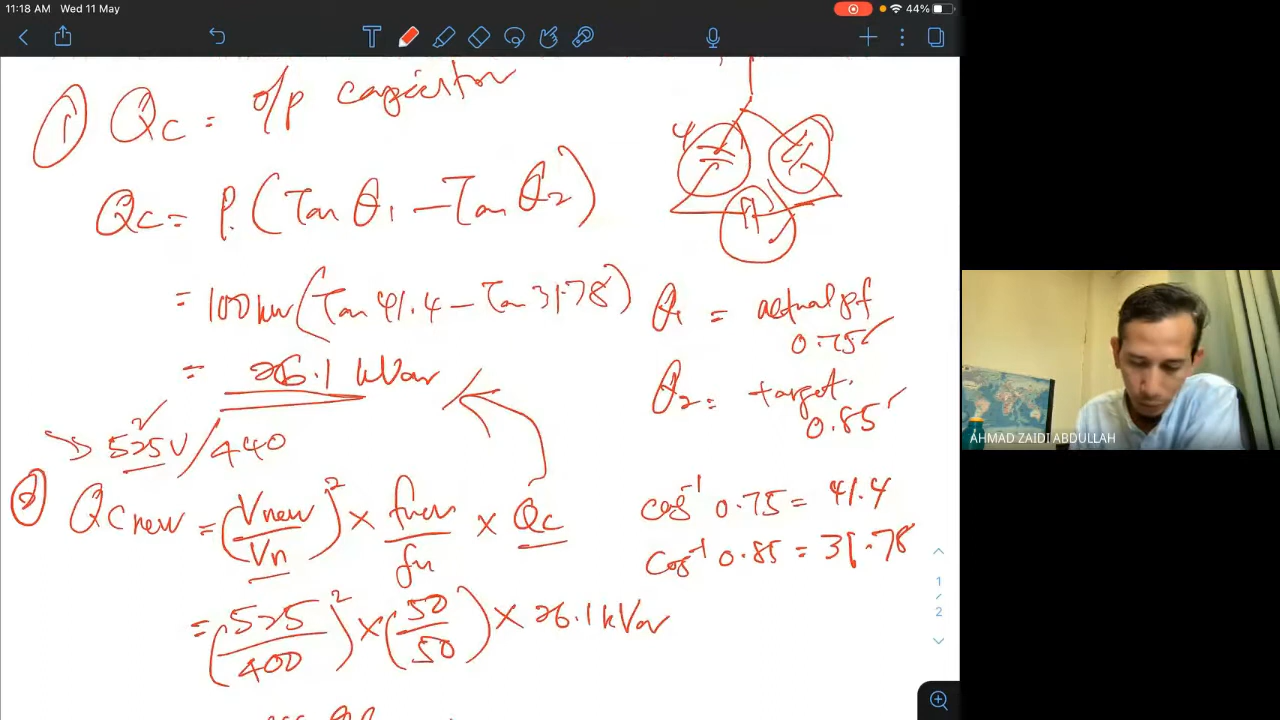 11:18 AM Wed 11 May
44%
① Qc = o/p capacitor
Qc = P. (Tan θ1 - Tan θ2)
= 100kw (Tan 41.4 - Tan 31.78)
= 26.1 kVar
525V/440
② Qc new = (Vnew/Vn)² × fnew/fn × Qc
= (525/400)² × (50/50) × 26.1 kVar
θ1 = actual pf
0.75 ✓
θ2 = target
0.85 ✓
cos⁻¹ 0.75 = 41.4
cos⁻¹ 0.85 = 31.78
1
/
2
AHMAD ZAIDI ABDULLAH